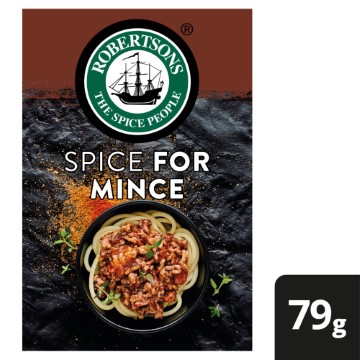 ROBERTSONS
®
THE SPICE PEOPLE
SPICE FOR
MINCE
79g